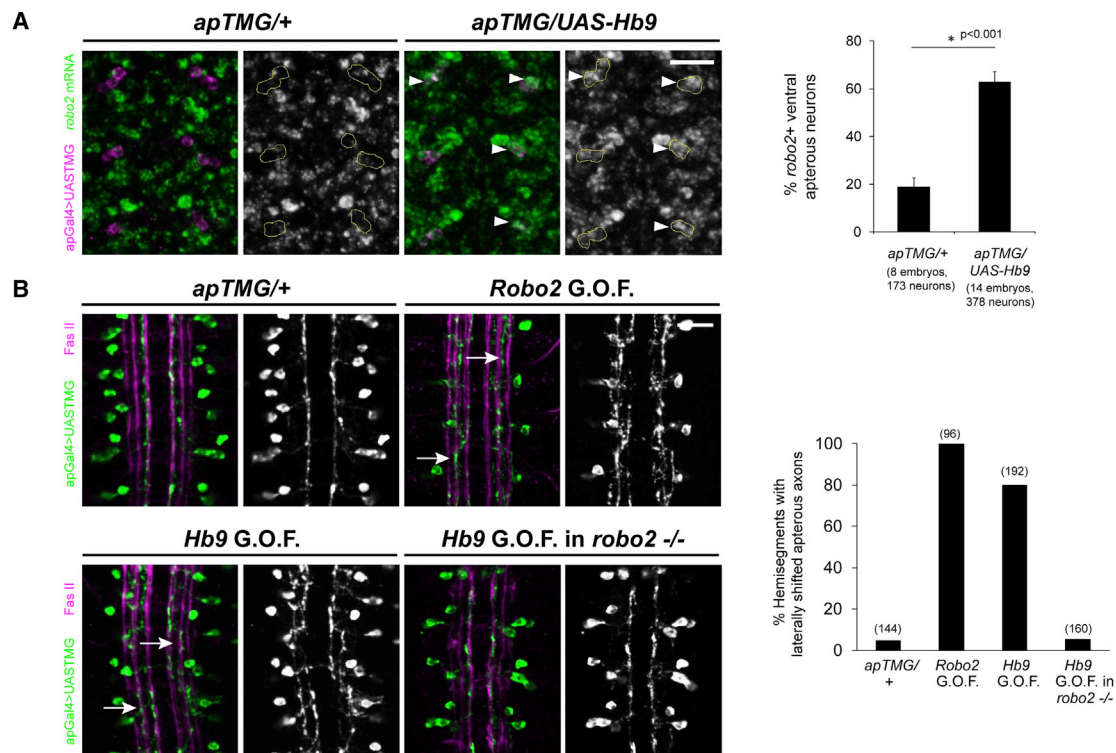 A
apTMG/+
apTMG/UAS-Hb9
apGal4>UASTMG robo2 mRNA
80
60
40
20
0
% robo2+ ventral
apterous neurons
* p<0.001
apTMG/+
(8 embryos,
173 neurons)
apTMG/
UAS-Hb9
(14 embryos,
378 neurons)
B
apTMG/+
Robo2 G.O.F.
apGal4>UASTMG Fas II
Hb9 G.O.F.
Hb9 G.O.F. in robo2 -/-
apGal4>UASTMG Fas II
% Hemisegments with
laterally shifted apterous axons
100
80
60
40
20
0
(144)
(96)
(192)
(160)
apTMG/
+
Robo2
G.O.F.
Hb9
G.O.F.
Hb9
G.O.F. in
robo2 -/-